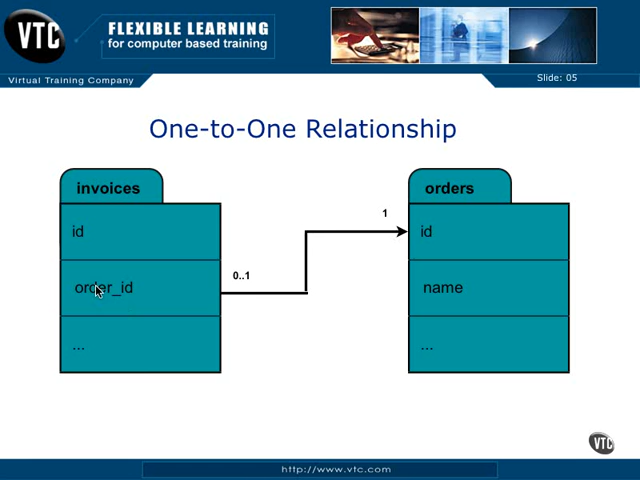 VTC
FLEXIBLE LEARNING
for computer based training
Virtual Training Company
Slide: 05
One-to-One Relationship
invoices
orders
id
1
id
0..1
order_id
name
...
...
VTC
http://www.vtc.com